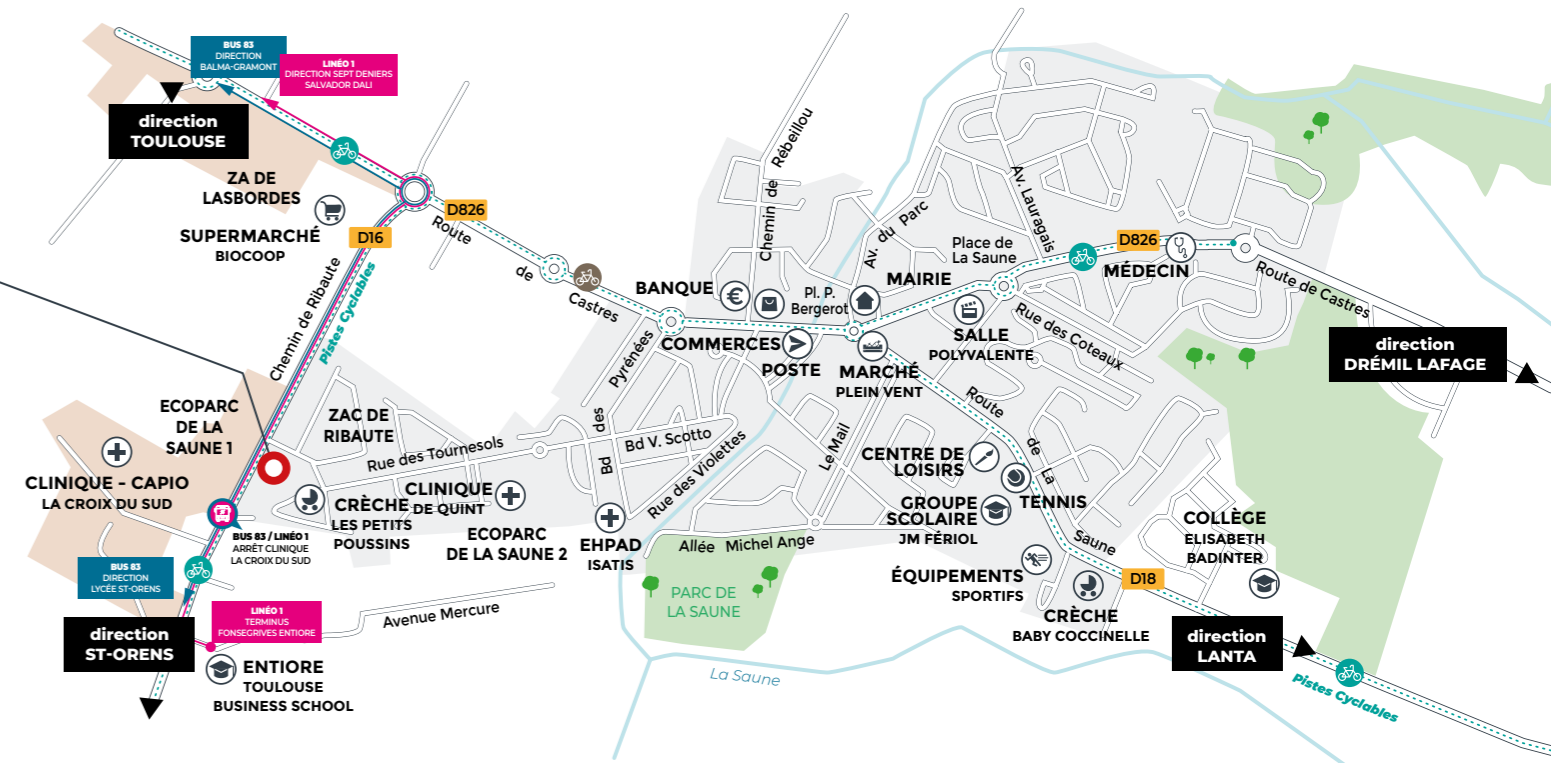 BUS 83
DIRECTION
BALMA-GRAMONT
LINÉO 1
DIRECTION SEPT DENIERS
SALVADOR DALI
direction
TOULOUSE
ZA DE
LASBORDES
SUPERMARCHÉ
BIOCOOP
D16
D826
Route
de
Castres
Chemin de Ribaute
Pistes Cyclables
Chemin de Rébeillou
Av. du Parc
Av. Lauragais
Place de
La Saune
D826
MÉDECIN
Route de Castres
BANQUE
Pl. P.
Bergerot
MAIRIE
COMMERCES
POSTE
MARCHÉ
PLEIN VENT
SALLE
POLYVALENTE
Rue des Coteaux
direction
DRÉMIL LAFAGE
ECOPARC
DE LA
SAUNE 1
ZAC DE
RIBAUTE
Rue des Tournesols
Bd des Pyrénées
Bd V. Scotto
Rue des Violettes
Le Mail
Route de La Saune
CENTRE DE
LOISIRS
TENNIS
GROUPE
SCOLAIRE
JM FÉRIOL
CLINIQUE - CAPIO
LA CROIX DU SUD
CRÈCHE
LES PETITS
POUSSINS
CLINIQUE
DE QUINT
ECOPARC
DE LA SAUNE 2
EHPAD
ISATIS
Allée Michel Ange
PARC DE
LA SAUNE
COLLÈGE
ELISABETH
BADINTER
ÉQUIPEMENTS
SPORTIFS
D18
CRÈCHE
BABY COCCINELLE
BUS 83 / LINÉO 1
ARRÊT CLINIQUE
LA CROIX DU SUD
BUS 83
DIRECTION
LYCÉE ST-ORENS
LINÉO 1
TERMINUS
FONSEGRIVES ENTIORE
Avenue Mercure
direction
ST-ORENS
ENTIORE
TOULOUSE
BUSINESS SCHOOL
La Saune
direction
LANTA
Pistes Cyclables